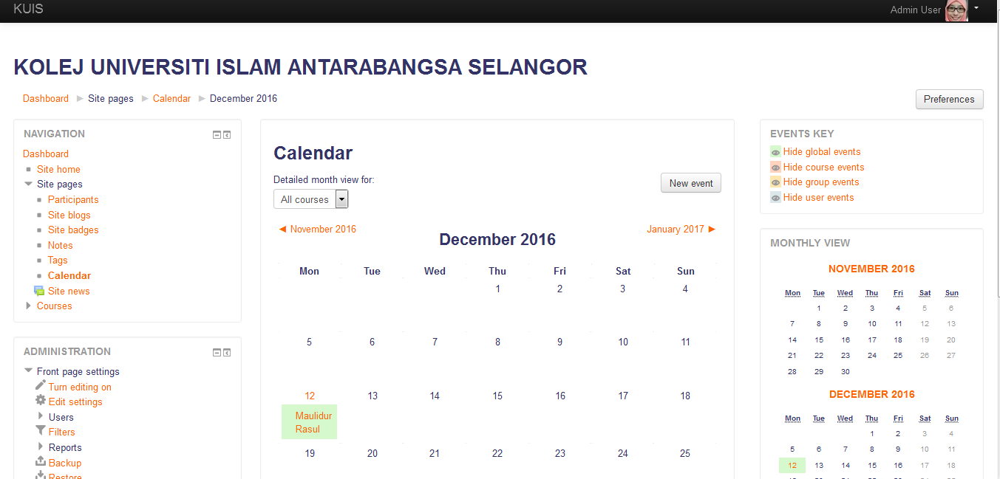 KUIS
Admin User
KOLEJ UNIVERSITI ISLAM ANTARABANGSA SELANGOR
Dashboard Site pages Calendar December 2016
Preferences
NAVIGATION
Dashboard
Site home
Site pages
Participants
Site blogs
Site badges
Notes
Tags
Calendar
Site news
Courses
ADMINISTRATION
Front page settings
Turn editing on
Edit settings
Users
Filters
Reports
Backup
Restore
Calendar
Detailed month view for:
All courses
New event
◄ November 2016
December 2016
January 2017 ►
Mon Tue Wed Thu Fri Sat Sun
1 2 3 4
5 6 7 8 9 10 11
12 13 14 15 16 17 18
Maulidur
Rasul
19 20 21 22 23 24 25
EVENTS KEY
Hide global events
Hide course events
Hide group events
Hide user events
MONTHLY VIEW
NOVEMBER 2016
Mon Tue Wed Thu Fri Sat Sun
1 2 3 4 5 6
7 8 9 10 11 12 13
14 15 16 17 18 19 20
21 22 23 24 25 26 27
28 29 30
DECEMBER 2016
Mon Tue Wed Thu Fri Sat Sun
1 2 3 4
5 6 7 8 9 10 11
12 13 14 15 16 17 18